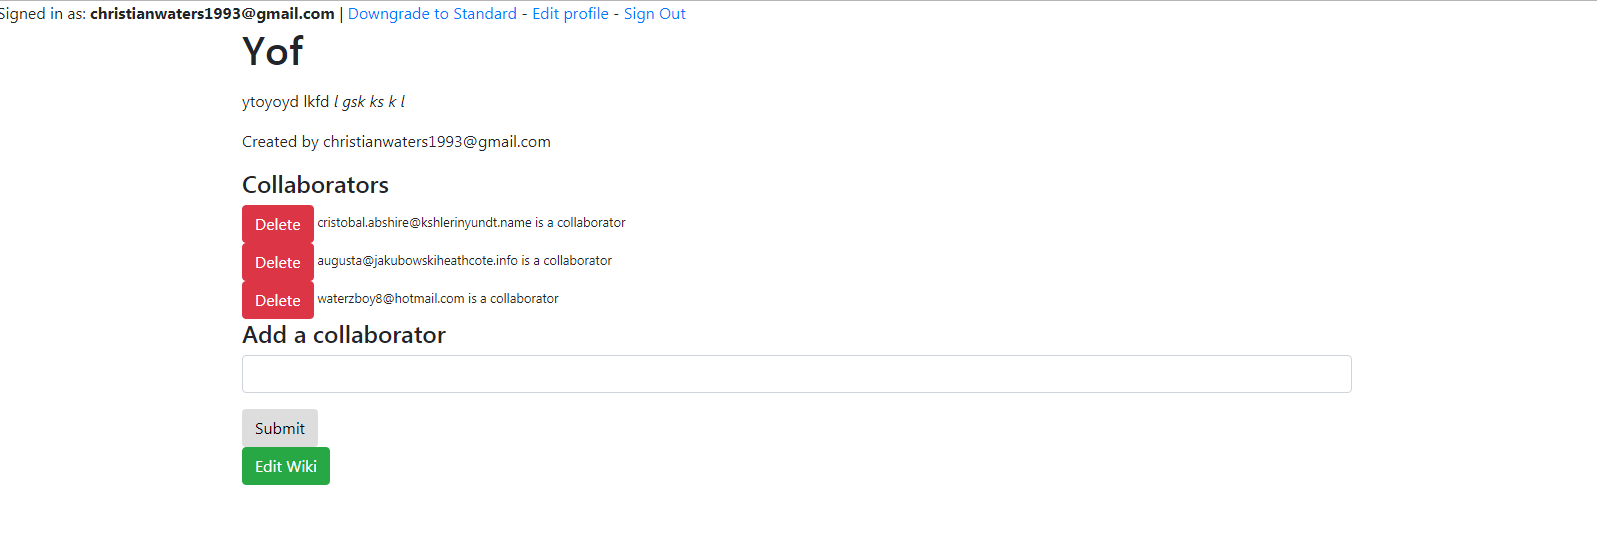 Signed in as: christianwaters1993@gmail.com | Downgrade to Standard - Edit profile - Sign Out
Yof
ytoyoyd lkfd l gsk ks k l
Created by christianwaters1993@gmail.com
Collaborators
Delete cristobal.abshire@kshlerinyundt.name is a collaborator
Delete augusta@jakubowskiheathcote.info is a collaborator
Delete waterzboy8@hotmail.com is a collaborator
Add a collaborator
Submit
Edit Wiki